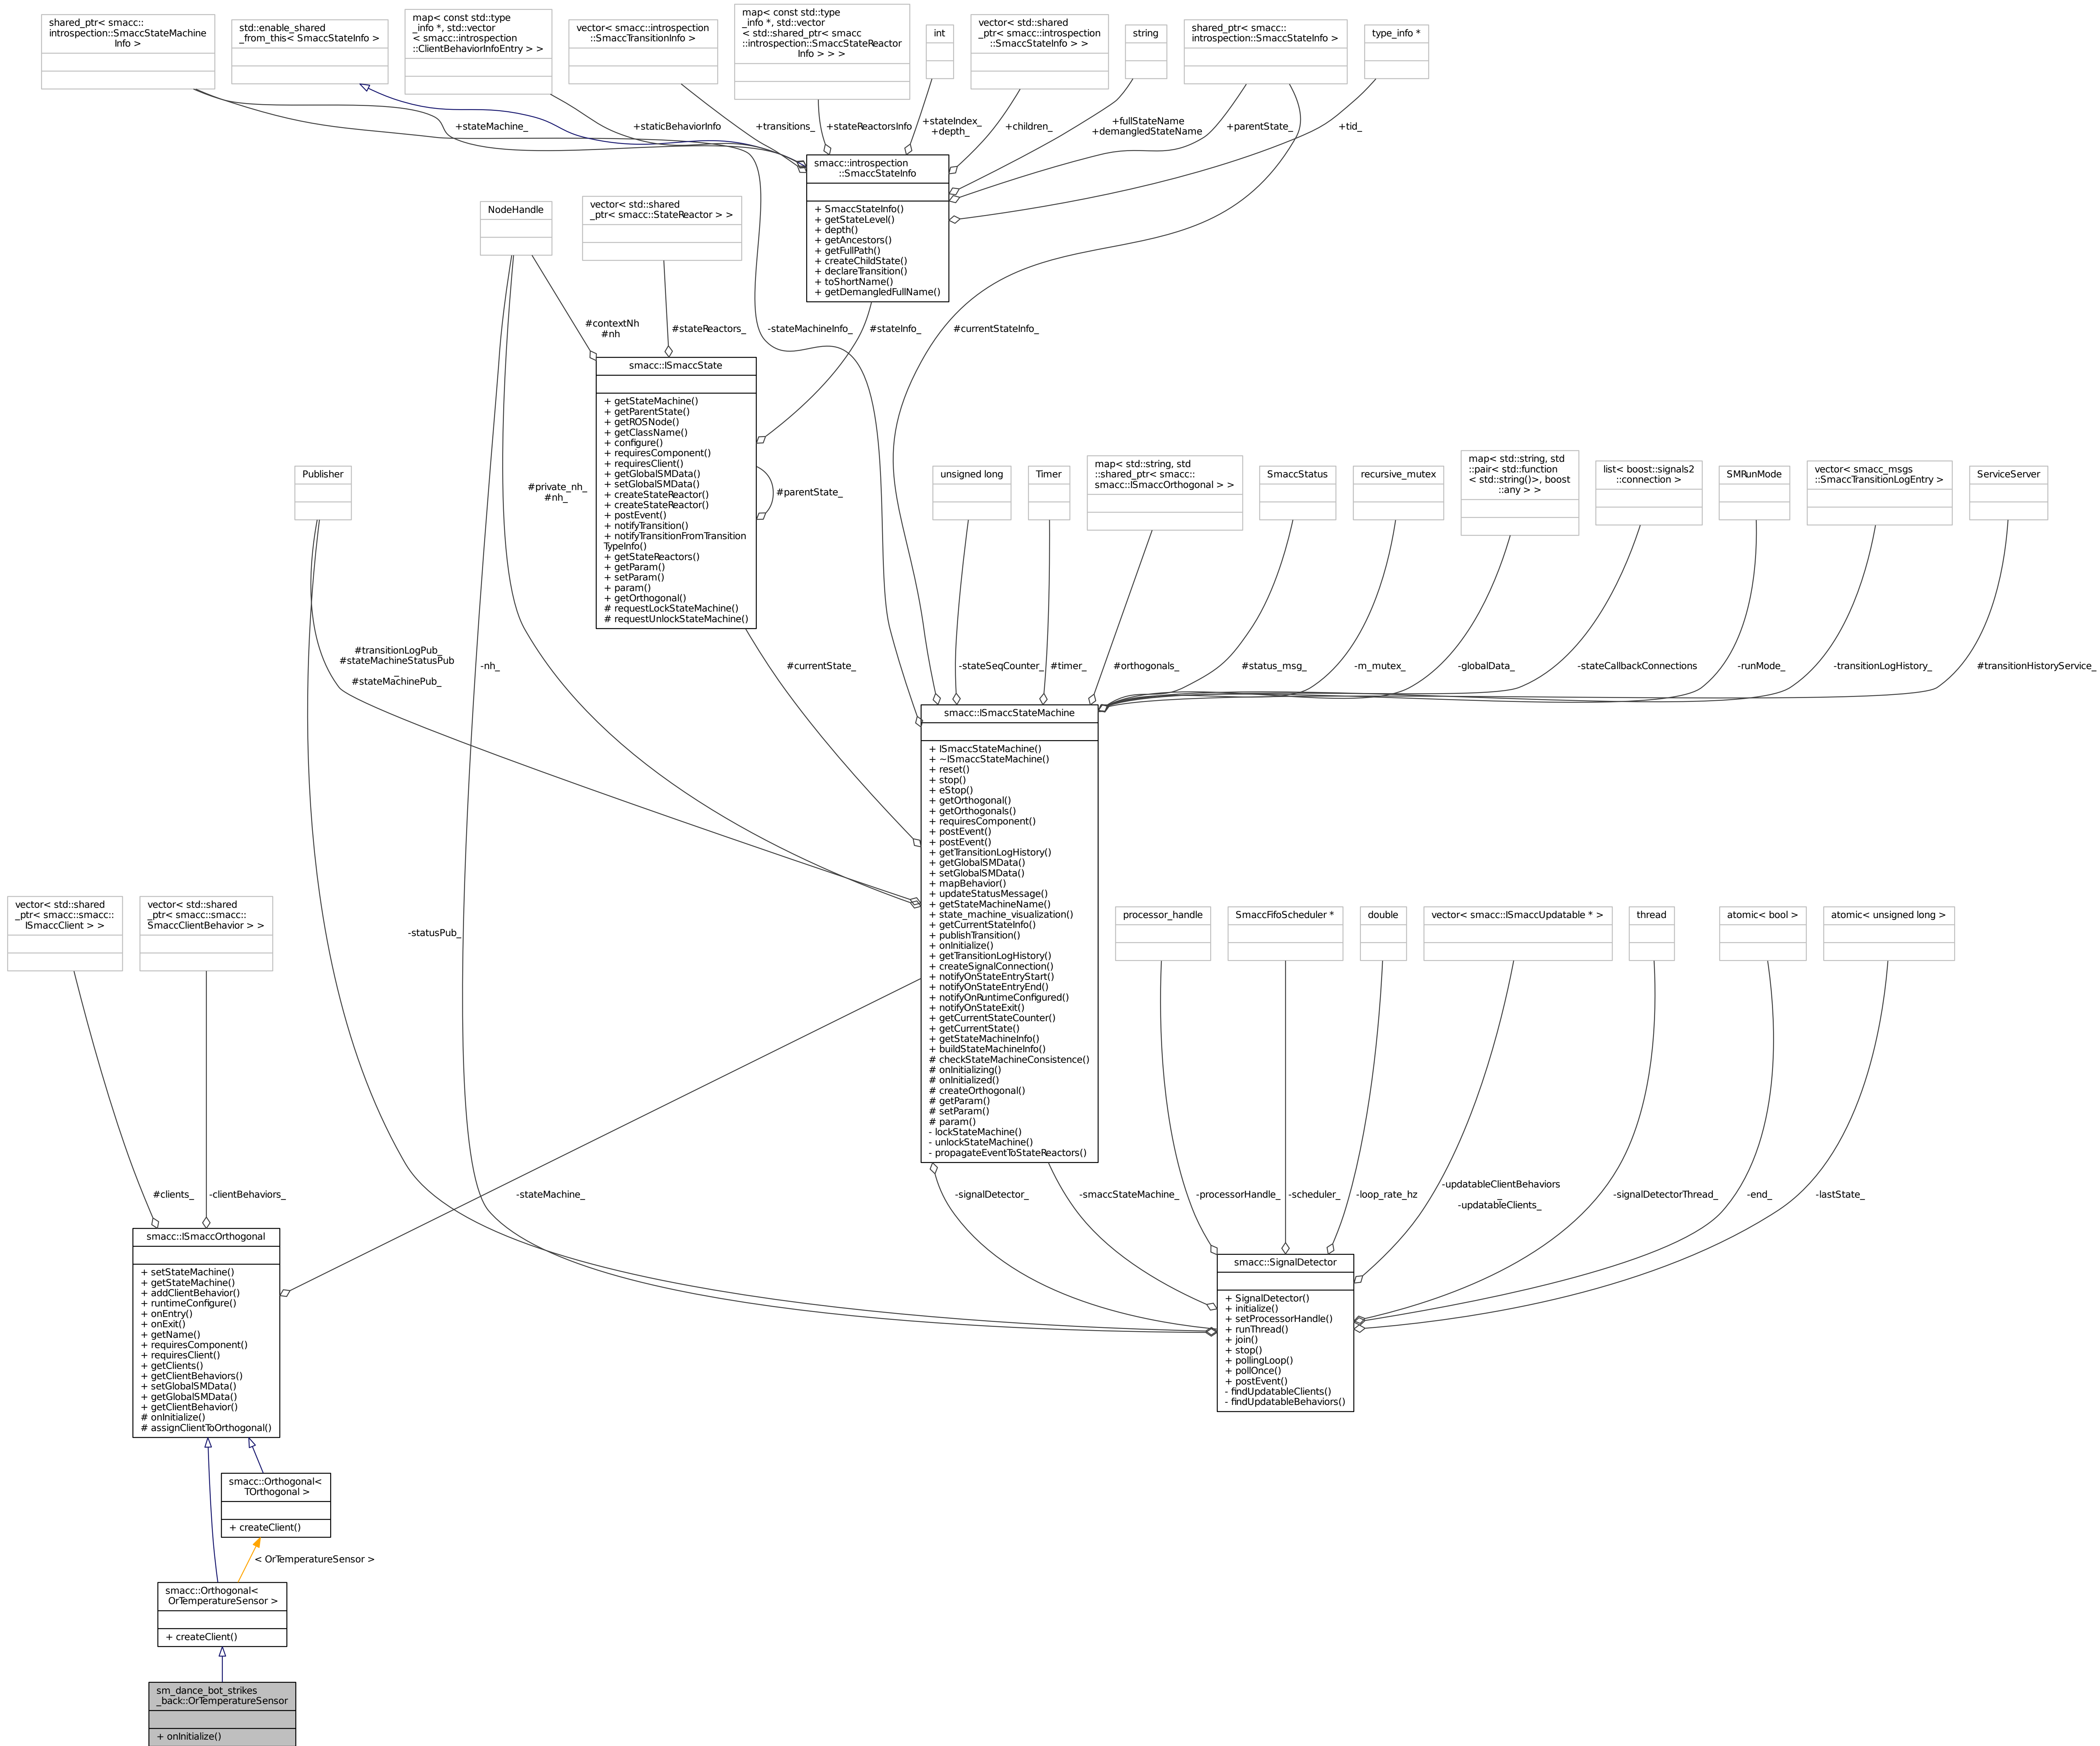 shared_ptr< smacc::
introspection::SmaccStateMachine
Info >
std::enable_shared
_from_this< SmaccStateInfo >
map< const std::type
_info *, std::vector
< smacc::introspection
::ClientBehaviorInfoEntry > >
vector< smacc::introspection
::SmaccTransitionInfo >
map< const std::type
_info *, std::vector
< std::shared_ptr< smacc
::introspection::SmaccStateReactor
Info > > >
int
vector< std::shared
_ptr< smacc::introspection
::SmaccStateInfo > >
string
shared_ptr< smacc::
introspection::SmaccStateInfo >
type_info *
+stateMachine_
+staticBehaviorInfo
+transitions_
+stateReactorsInfo
+stateIndex_
+depth_
+children_
+fullStateName
+demangledStateName
+parentState_
+tid_
smacc::introspection
::SmaccStateInfo
+ SmaccStateInfo()
+ getStateLevel()
+ depth()
+ getAncestors()
+ getFullPath()
+ createChildState()
+ declareTransition()
+ toShortName()
+ getDemangledFullName()
NodeHandle
vector< std::shared
_ptr< smacc::StateReactor > >
#contextNh
#nh
#stateReactors_
-stateMachineInfo_
#stateInfo_
#currentStateInfo_
smacc::ISmaccState
+ getStateMachine()
+ getParentState()
+ getROSNode()
+ getClassName()
+ configure()
+ requiresComponent()
+ requiresClient()
+ getGlobalSMData()
+ setGlobalSMData()
+ createStateReactor()
+ createStateReactor()
+ postEvent()
+ notifyTransition()
+ notifyTransitionFromTransition
TypeInfo()
+ getStateReactors()
+ getParam()
+ setParam()
+ param()
+ getOrthogonal()
# requestLockStateMachine()
# requestUnlockStateMachine()
#parentState_
Publisher
#private_nh_
#nh_
unsigned long
Timer
map< std::string, std
::shared_ptr< smacc::
smacc::ISmaccOrthogonal > >
SmaccStatus
recursive_mutex
map< std::string, std
::pair< std::function
< std::string()>, boost
::any > >
list< boost::signals2
::connection >
SMRunMode
vector< smacc_msgs
::SmaccTransitionLogEntry >
ServiceServer
#transitionLogPub_
#stateMachineStatusPub
_
#stateMachinePub_
-nh_
#currentState_
-stateSeqCounter_
#timer_
#orthogonals_
#status_msg_
-m_mutex_
-globalData_
-stateCallbackConnections
-runMode_
-transitionLogHistory_
#transitionHistoryService_
smacc::ISmaccStateMachine
+ ISmaccStateMachine()
+ ~ISmaccStateMachine()
+ reset()
+ stop()
+ eStop()
+ getOrthogonal()
+ getOrthogonals()
+ requiresComponent()
+ postEvent()
+ postEvent()
+ getTransitionLogHistory()
+ getGlobalSMData()
+ setGlobalSMData()
+ mapBehavior()
+ updateStatusMessage()
+ getStateMachineName()
+ state_machine_visualization()
+ getCurrentStateInfo()
+ publishTransition()
+ onInitialize()
+ getTransitionLogHistory()
+ createSignalConnection()
+ notifyOnStateEntryStart()
+ notifyOnStateEntryEnd()
+ notifyOnRuntimeConfigured()
+ notifyOnStateExit()
+ getCurrentStateCounter()
+ getCurrentState()
+ getStateMachineInfo()
+ buildStateMachineInfo()
# checkStateMachineConsistence()
# onInitializing()
# onInitialized()
# createOrthogonal()
# getParam()
# setParam()
# param()
- lockStateMachine()
- unlockStateMachine()
- propagateEventToStateReactors()
vector< std::shared
_ptr< smacc::smacc::
ISmaccClient > >
vector< std::shared
_ptr< smacc::smacc::
SmaccClientBehavior > >
-statusPub_
processor_handle
SmaccFifoScheduler *
double
vector< smacc::ISmaccUpdatable * >
thread
atomic< bool >
atomic< unsigned long >
#clients_
-clientBehaviors_
-stateMachine_
-signalDetector_
-smaccStateMachine_
-processorHandle_
-scheduler_
-loop_rate_hz
-updatableClientBehaviors
_
-updatableClients_
-signalDetectorThread_
-end_
-lastState_
smacc::ISmaccOrthogonal
+ setStateMachine()
+ getStateMachine()
+ addClientBehavior()
+ runtimeConfigure()
+ onEntry()
+ onExit()
+ getName()
+ requiresComponent()
+ requiresClient()
+ getClients()
+ getClientBehaviors()
+ setGlobalSMData()
+ getGlobalSMData()
+ getClientBehavior()
# onInitialize()
# assignClientToOrthogonal()
smacc::SignalDetector
+ SignalDetector()
+ initialize()
+ setProcessorHandle()
+ runThread()
+ join()
+ stop()
+ pollingLoop()
+ pollOnce()
+ postEvent()
- findUpdatableClients()
- findUpdatableBehaviors()
smacc::Orthogonal<
TOrthogonal >
+ createClient()
< OrTemperatureSensor >
smacc::Orthogonal<
OrTemperatureSensor >
+ createClient()
sm_dance_bot_strikes
_back::OrTemperatureSensor
+ onInitialize()